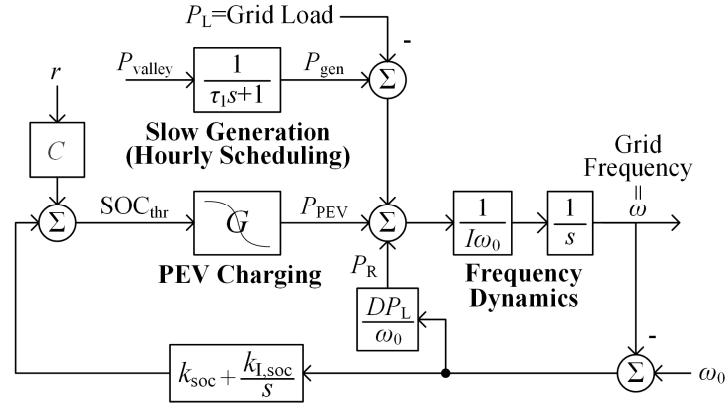 P_L=Grid Load
-
P_valley
1
τ_1s+1
P_gen
Σ
r
Slow Generation
(Hourly Scheduling)
C
Grid
Frequency
=
ω
Σ
SOC_thr
G
P_PEV
Σ
1
Iω_0
1
s
PEV Charging
P_R
Frequency
Dynamics
DP_L
ω_0
-
k_soc + k_I,soc
s
Σ
ω_0